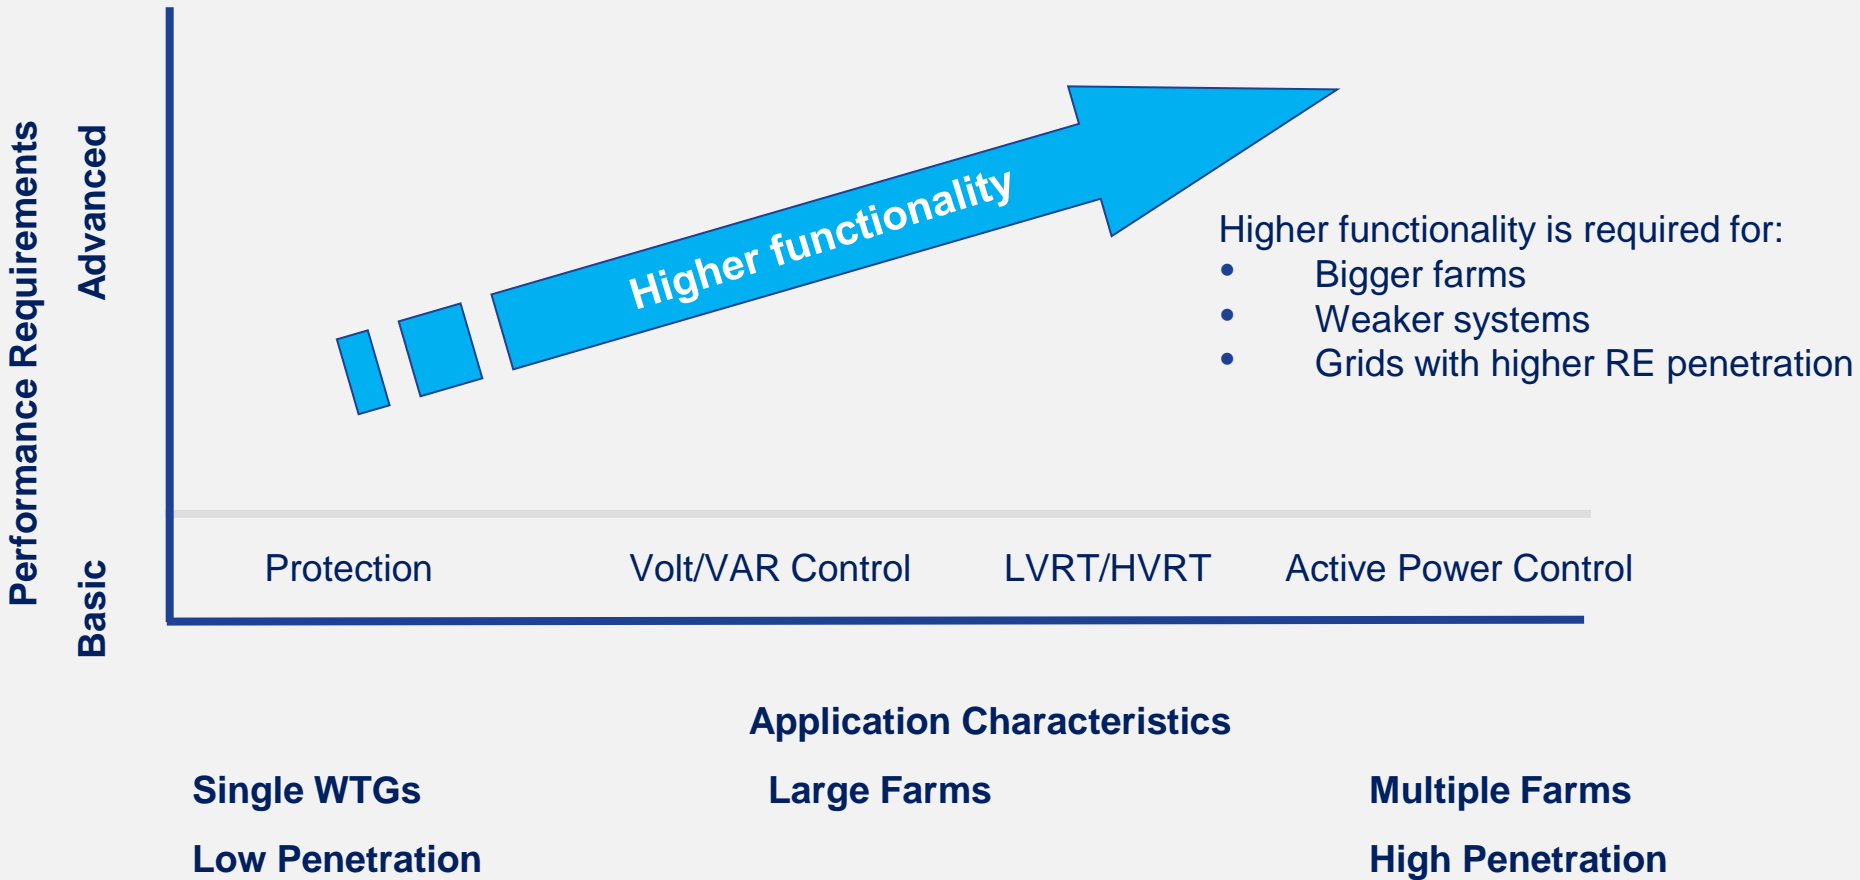 Performance Requirements
Advanced
Basic
Higher functionality
Higher functionality is required for:
• Bigger farms
• Weaker systems
• Grids with higher RE penetration
Protection Volt/VAR Control LVRT/HVRT Active Power Control
Application Characteristics
Single WTGs Large Farms Multiple Farms
Low Penetration High Penetration